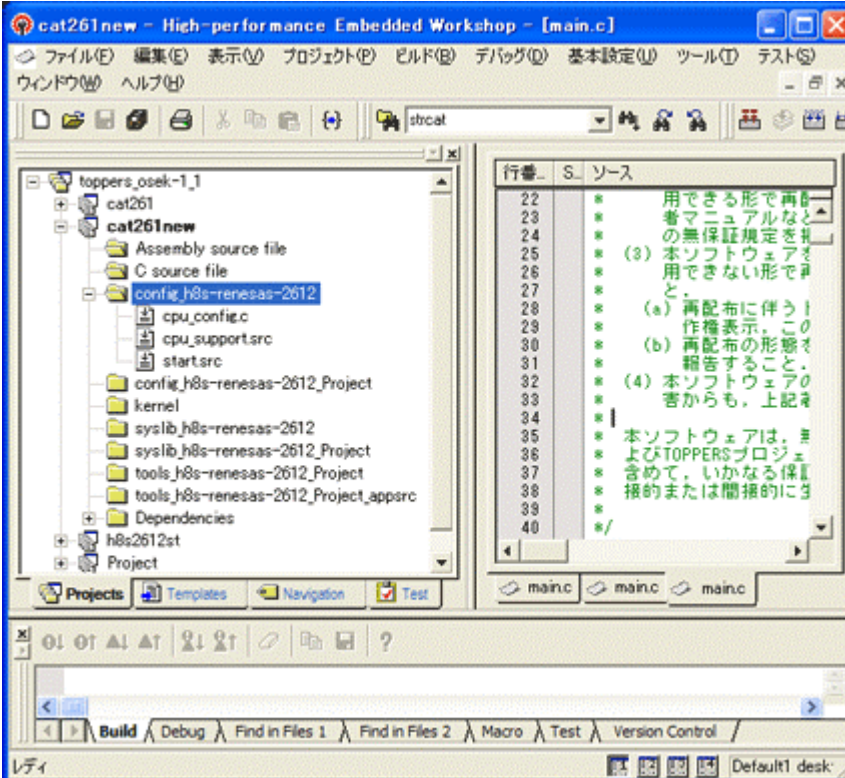 cat261new - High-performance Embedded Workshop - [main.c]
ファイル(F) 編集(E) 表示(V) プロジェクト(P) ビルド(B) デバッグ(D) 基本設定(U) ツール(T) テスト(S)
ウィンドウ(W) ヘルプ(H)
strcat
toppers_osek-1_1
cat261
cat261new
Assembly source file
C source file
config_h8s-renesas-2612
cpu_config.c
cpu_support.src
start.src
config_h8s-renesas-2612_Project
kernel
syslib_h8s-renesas-2612
syslib_h8s-renesas-2612_Project
tools_h8s-renesas-2612_Project
tools_h8s-renesas-2612_Project_appsrc
Dependencies
h8s2612st
Project
Projects Templates Navigation Test
行番... S... ソース
22 * 用できる形で再
23 * 者マニュアルなど
24 * の無保証規定を
25 * (3) 本ソフトウェアを
26 * 用できない形で再
27 * と.
28 * (a) 再配布に伴う
29 * 作権表示,この
30 * (b) 再配布の形態を
31 * 報告すること.
32 * (4) 本ソフトウェアの
33 * 害からも,上記著
34 *
35 * 本ソフトウェアは,無
36 * よびTOPPERSプロジェ
37 * 含めて,いかなる保証
38 * 接的または間接的に生
39 *
40 */
main.c main.c main.c
Build Debug Find in Files 1 Find in Files 2 Macro Test Version Control
レディ Default1 desk